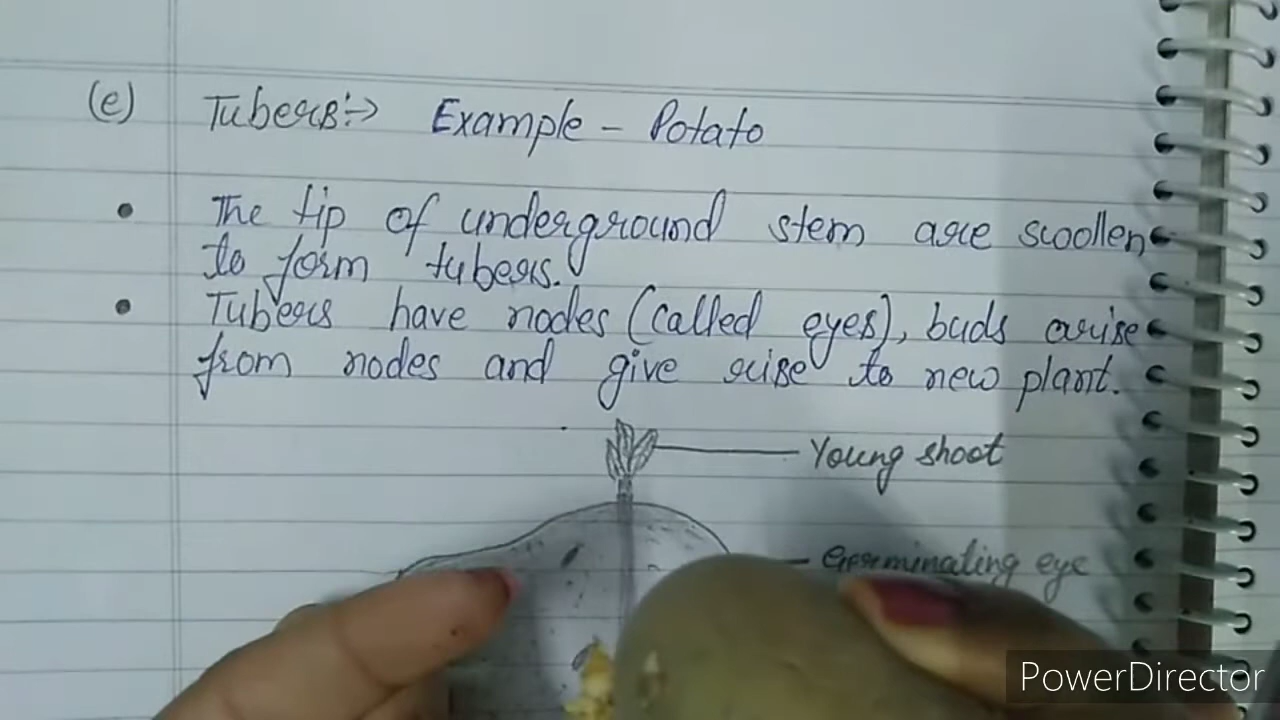 (e) Tubers:-> Example - Potato
• The tip of underground stem are scoollen
to form tubers.
• Tubers have nodes (called eyes), buds arise
from nodes and give rise to new plant.
Young shoot
Germinating eye
PowerDirector